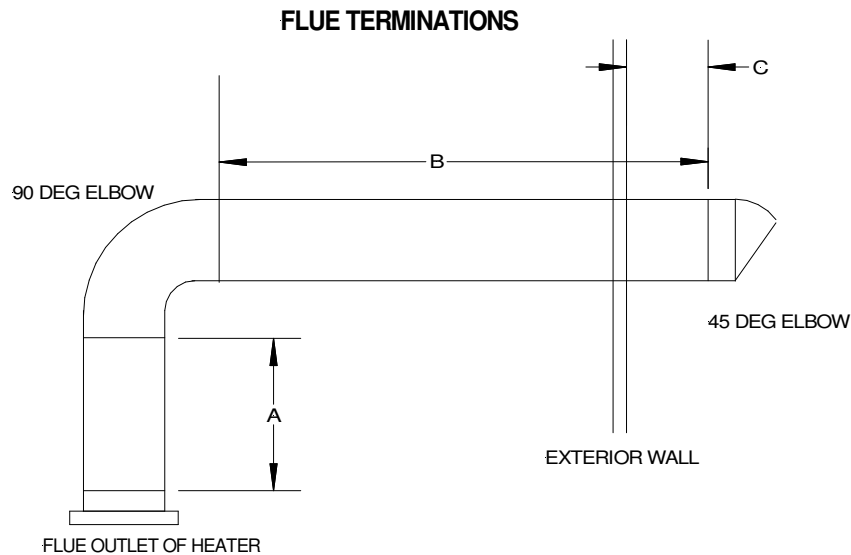 FLUE TERMINATIONS
C
B
90 DEG ELBOW
45 DEG ELBOW
A
EXTERIOR WALL
FLUE OUTLET OF HEATER